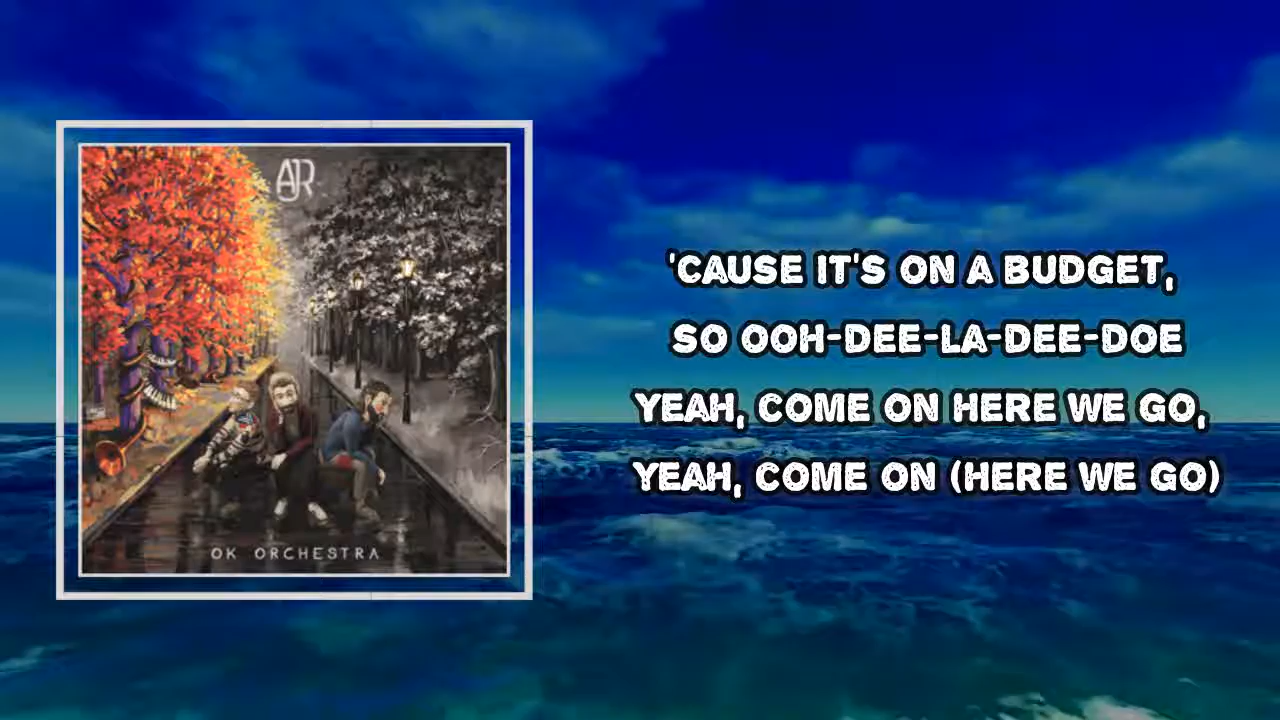 AJR
OK ORCHESTRA
'CAUSE IT'S ON A BUDGET,
SO OOH-DEE-LA-DEE-DOE
YEAH, COME ON HERE WE GO,
YEAH, COME ON (HERE WE GO)